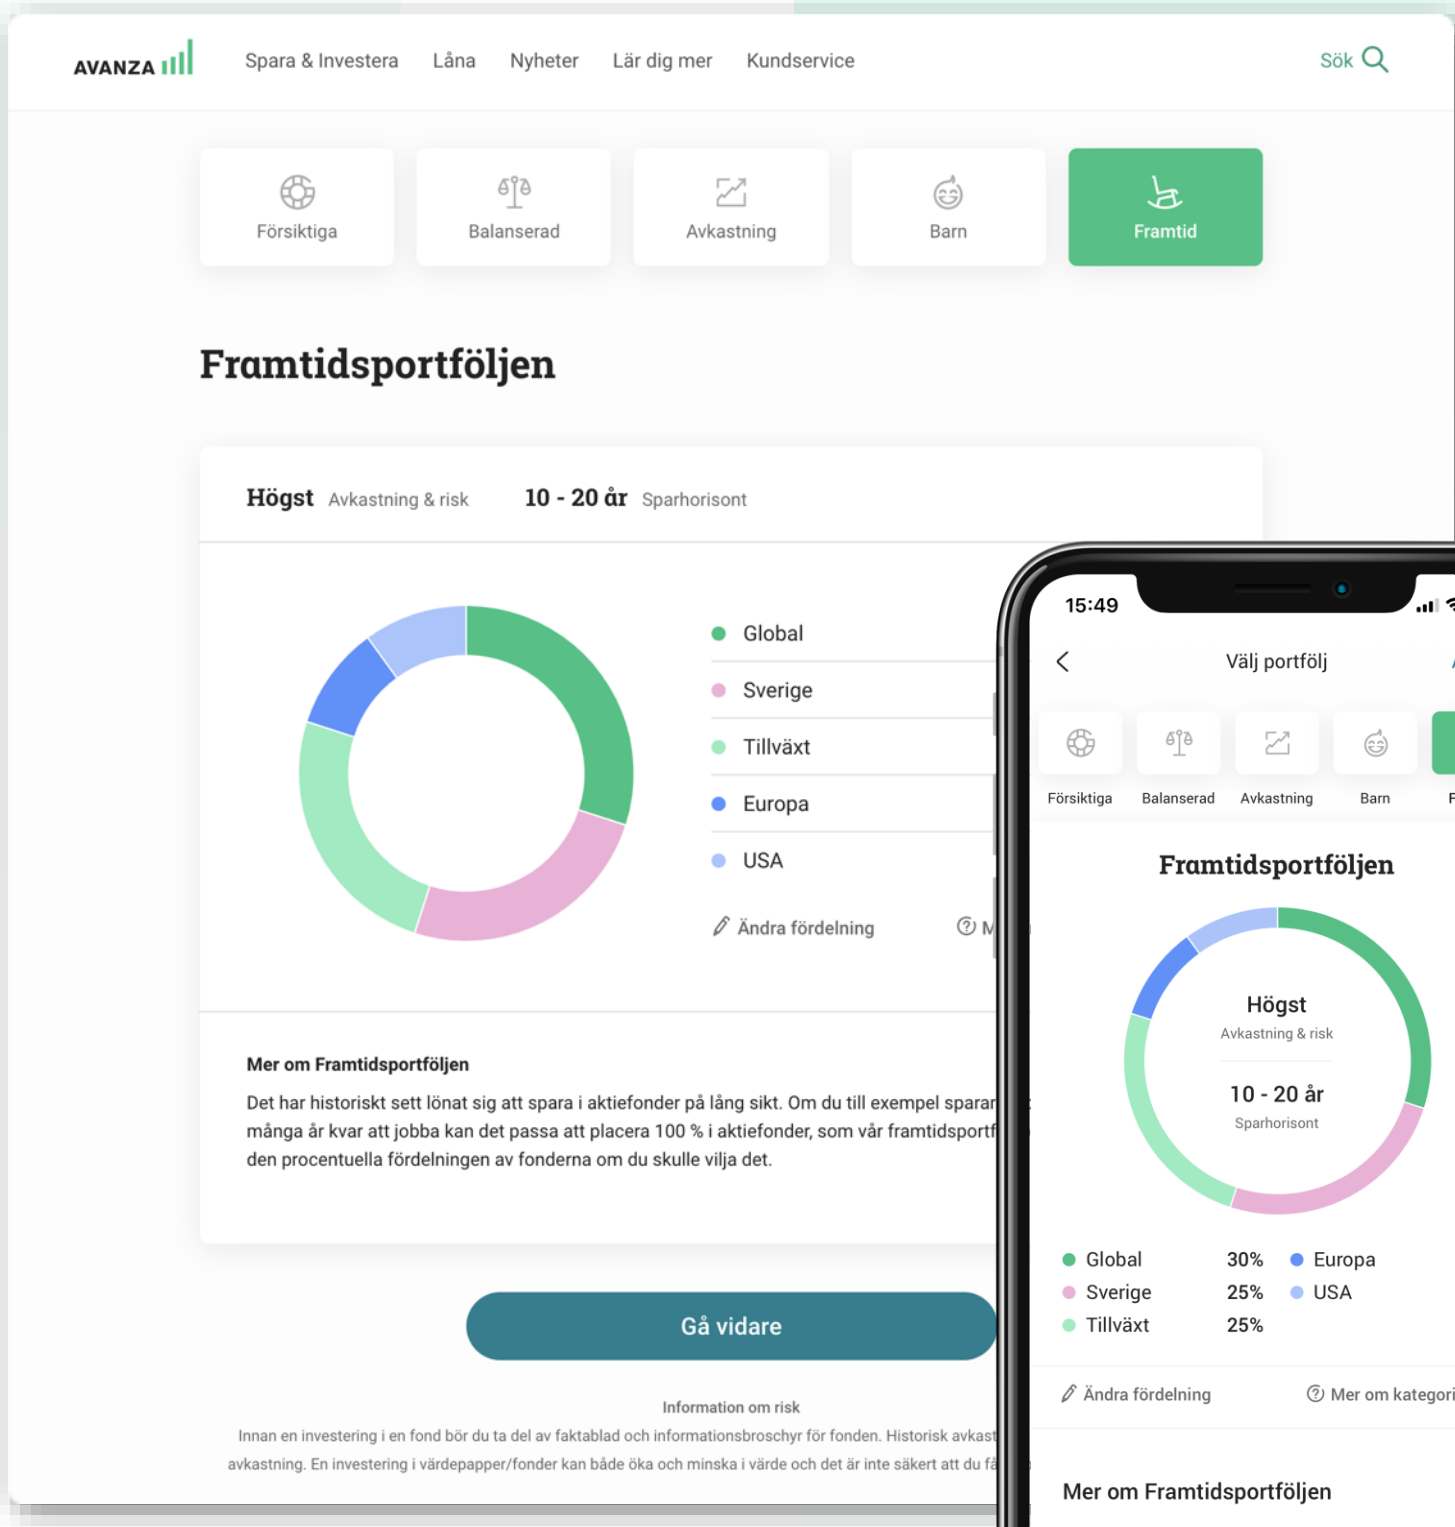 AVANZA
Spara & Investera Låna Nyheter Lär dig mer Kundservice
Sök
Försiktiga Balanserad Avkastning Barn Framtid
Framtidsportföljen
Högst Avkastning & risk 10 - 20 år Sparhorisont
Global
Sverige
Tillväxt
Europa
USA
Ändra fördelning
Mer om Framtidsportföljen
Det har historiskt sett lönat sig att spara i aktiefonder på lång sikt. Om du till exempel sparar
många år kvar att jobba kan det passa att placera 100 % i aktiefonder, som vår
den procentuella fördelningen av fonderna om du skulle vilja det.
Gå vidare
Information om risk
Innan en investering i en fond bör du ta del av faktablad och informationsbroschyr för fonden. Historisk
avkastning. En investering i värdepapper/fonder kan både öka och minska i värde och det är inte säkert att du
15:49
Välj portfölj
Försiktiga Balanserad Avkastning Barn
Framtidsportföljen
Högst
Avkastning & risk
10 - 20 år
Sparhorisont
Global 30% Europa
Sverige 25% USA
Tillväxt 25%
Ändra fördelning Mer om
Mer om Framtidsportföljen